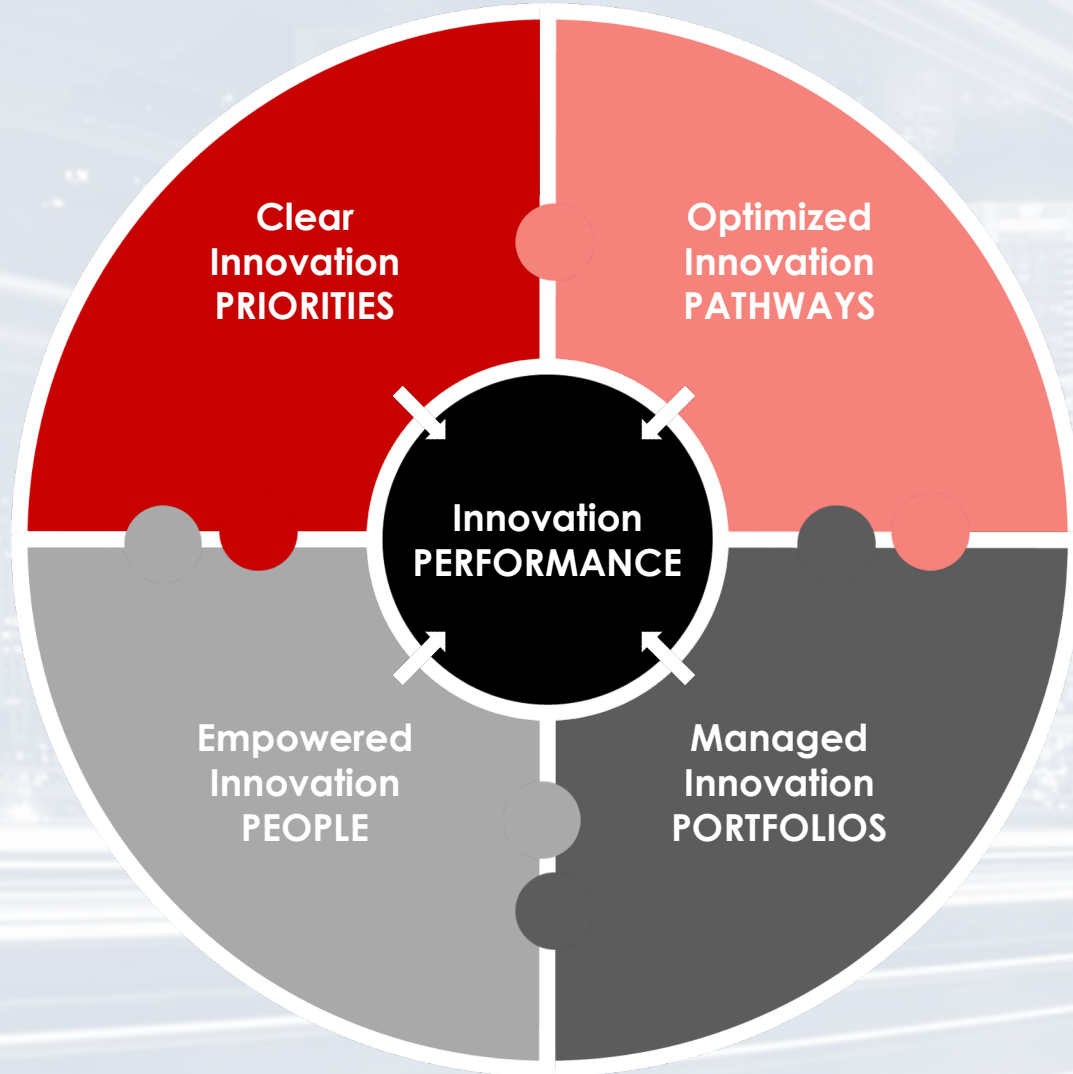 Clear
Innovation
PRIORITIES
Optimized
Innovation
PATHWAYS
Innovation
PERFORMANCE
Empowered
Innovation
PEOPLE
Managed
Innovation
PORTFOLIOS